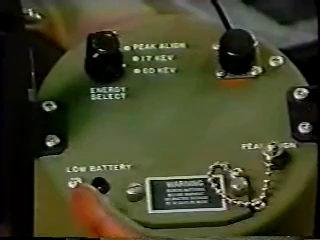 PEAK ALIGN
17 KEV
60 KEV
ENERGY
SELECT
PEAK ALIGN
LOW BATTERY
WARNING